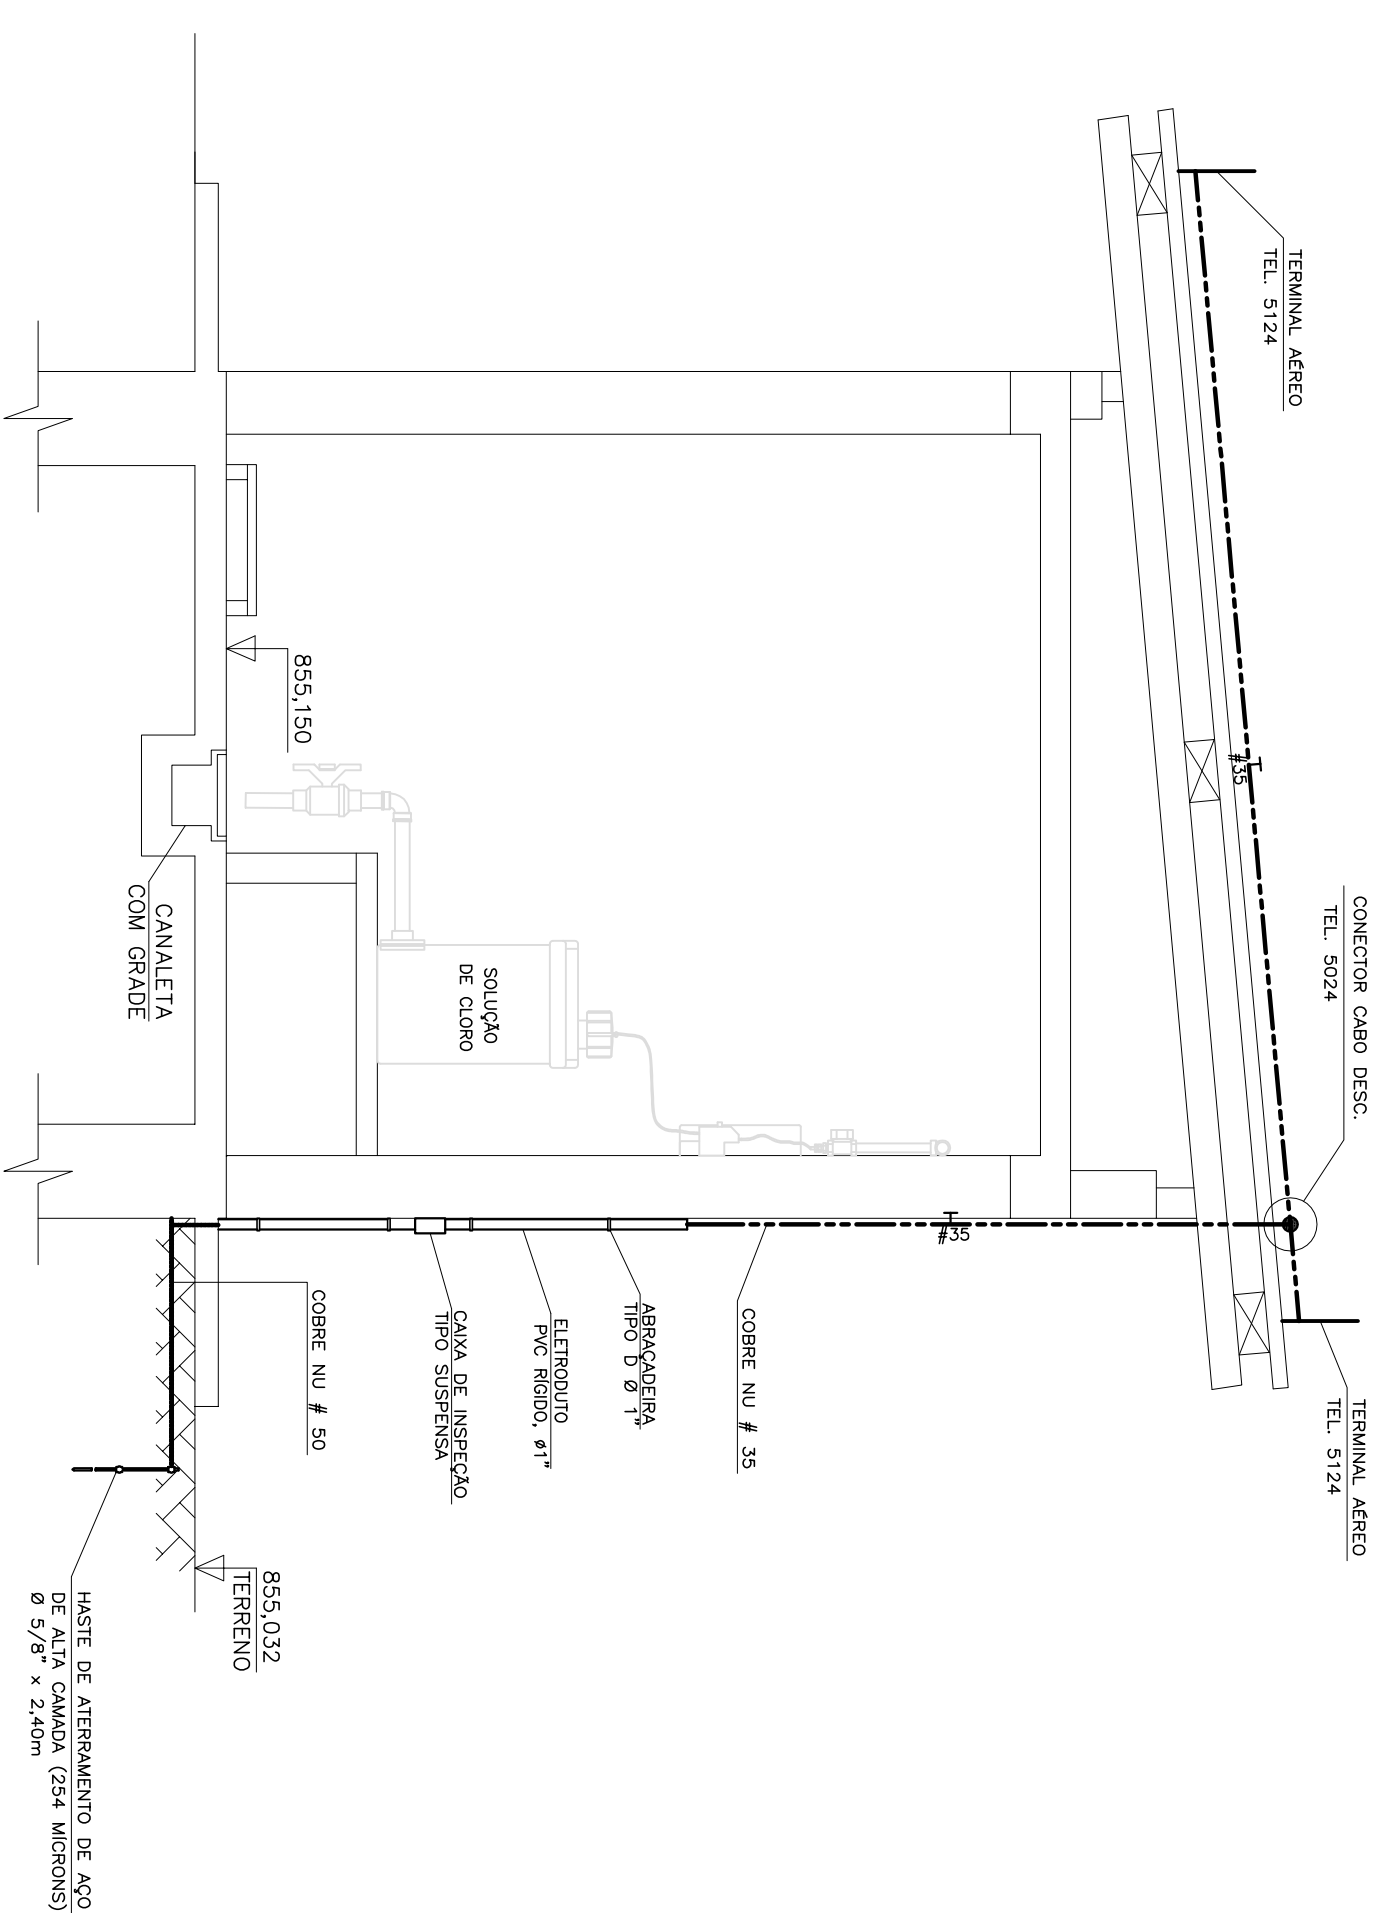 TERMINAL AÉREO
TEL. 5124
#35
CONECTOR CABO DESC.
TEL. 5024
TERMINAL AÉREO
TEL. 5124
#35
COBRE NU # 35
ABRAÇADEIRA
TIPO D Ø 1"
ELETRODUTO
PVC RÍGIDO, ø1"
CAIXA DE INSPEÇÃO
TIPO SUSPENSA
SOLUÇÃO
DE CLORO
855,150
COBRE NU # 50
855,032
TERRENO
CANALETA
COM GRADE
HASTE DE ATERRAMENTO DE AÇO
DE ALTA CAMADA (254 MÍCRONS)
Ø 5/8" x 2,40m